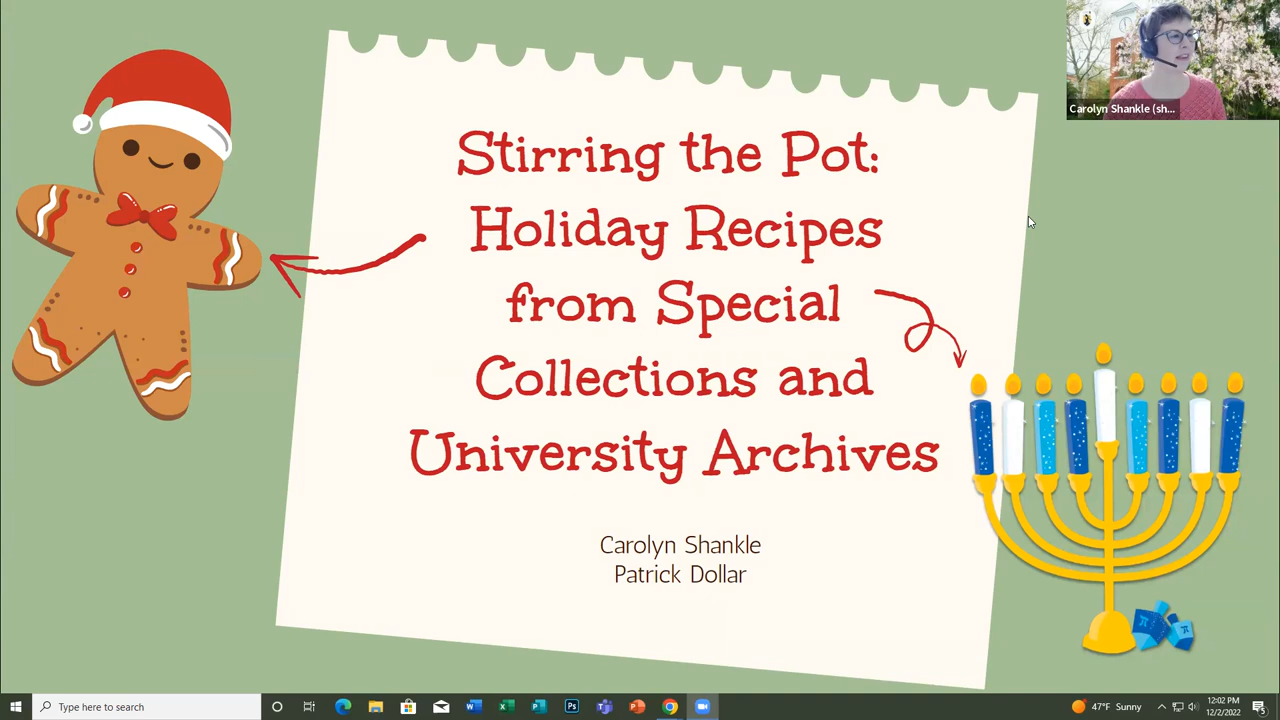 Stirring the Pot:
Holiday Recipes
from Special
Collections and
University Archives
Carolyn Shankle
Patrick Dollar
Carolyn Shankle (sh...
Type here to search
47°F Sunny
12:02 PM
12/2/2022